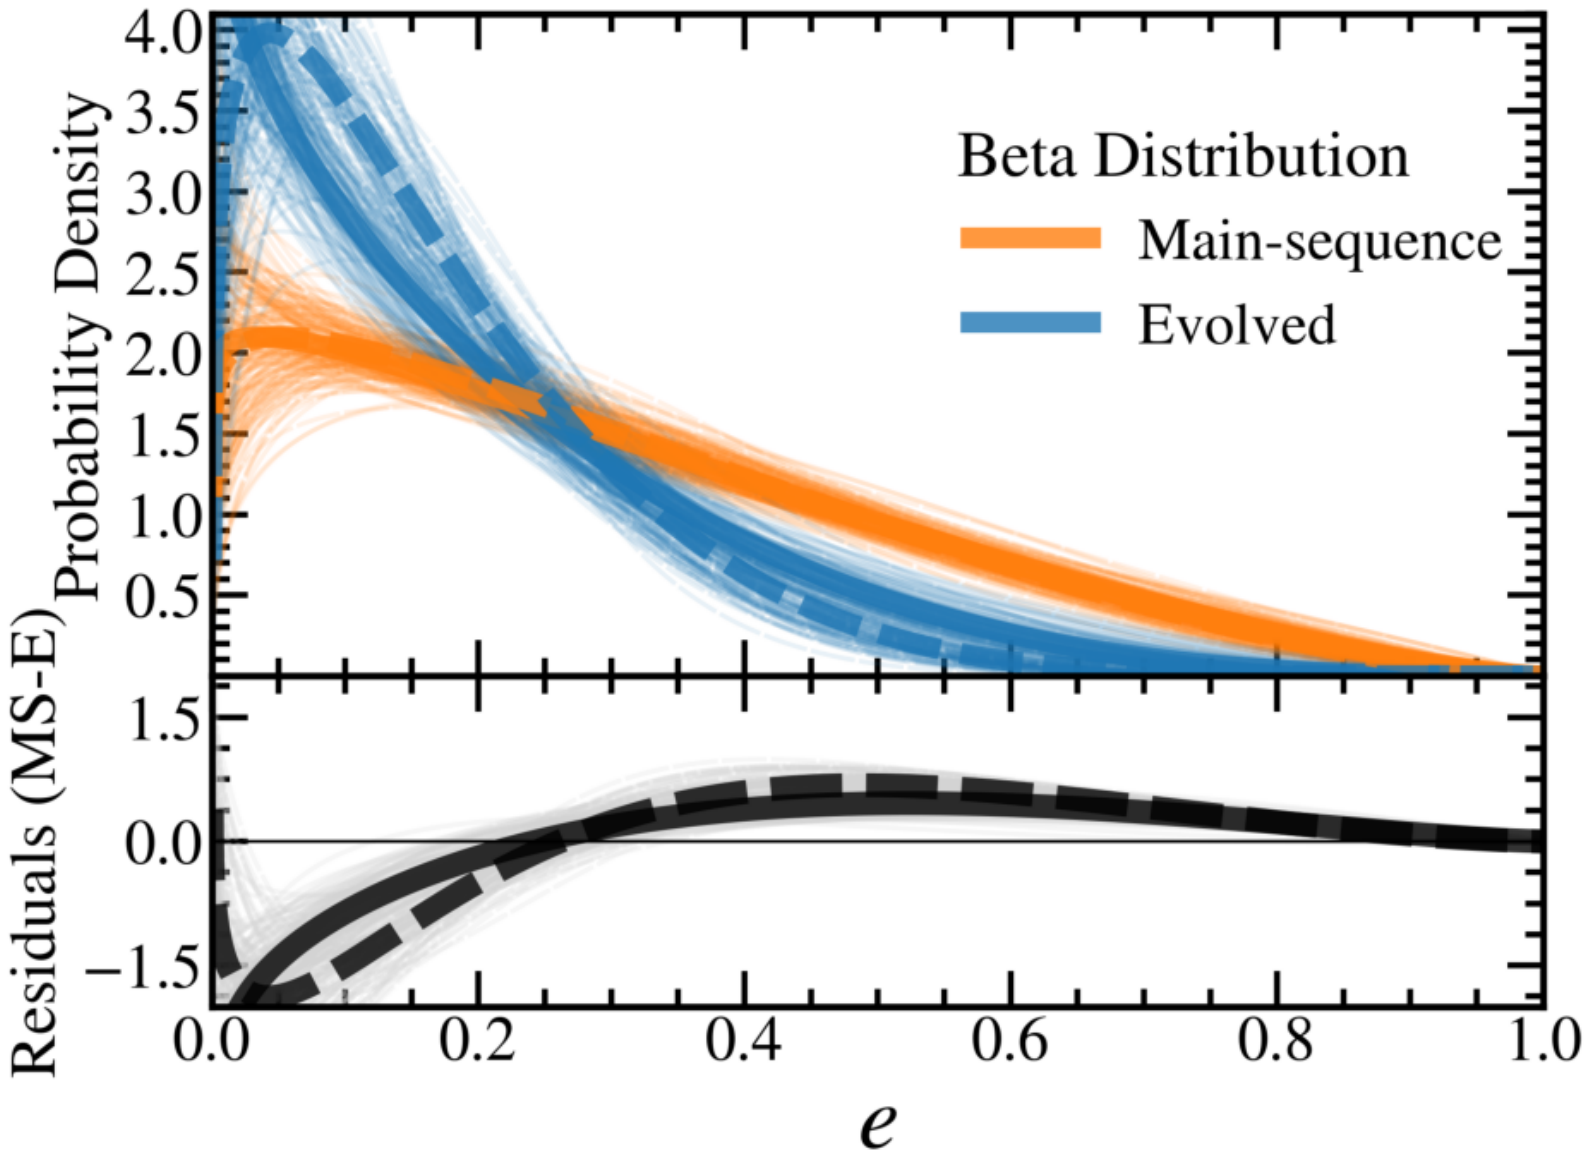 4.0
3.5
3.0
2.5
2.0
1.5
1.0
0.5
Probability Density
Beta Distribution
Main-sequence
Evolved
1.5
0.0
−1.5
Residuals (MS-E)
0.0 0.2 0.4 0.6 0.8 1.0
e